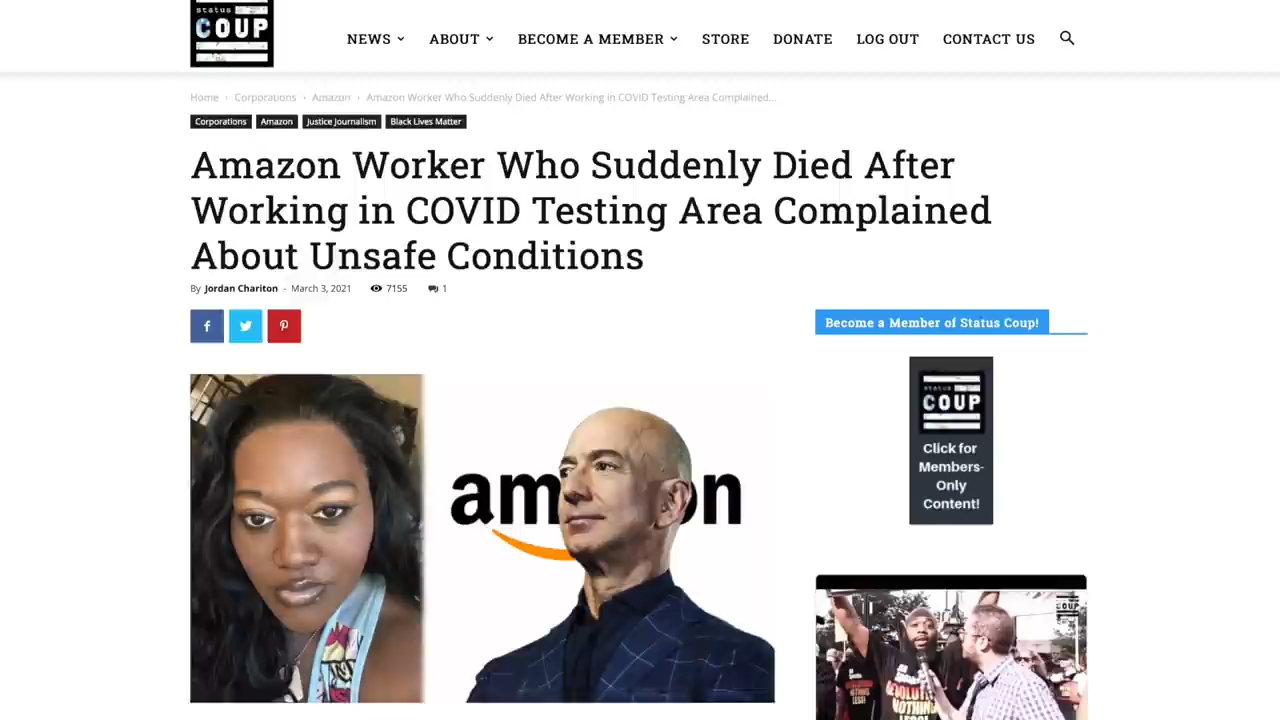 status
COUP
NEWS
ABOUT
BECOME A MEMBER
STORE
DONATE
LOG OUT
CONTACT US
Home › Corporations › Amazon › Amazon Worker Who Suddenly Died After Working in COVID Testing Area Complained...
Corporations
Amazon
Justice Journalism
Black Lives Matter
Amazon Worker Who Suddenly Died After
Working in COVID Testing Area Complained
About Unsafe Conditions
By Jordan Chariton - March 3, 2021 7155 1
Become a Member of Status Coup!
status
COUP
Click for
Members-
Only
Content!
COUP
NOTHING
LESS!